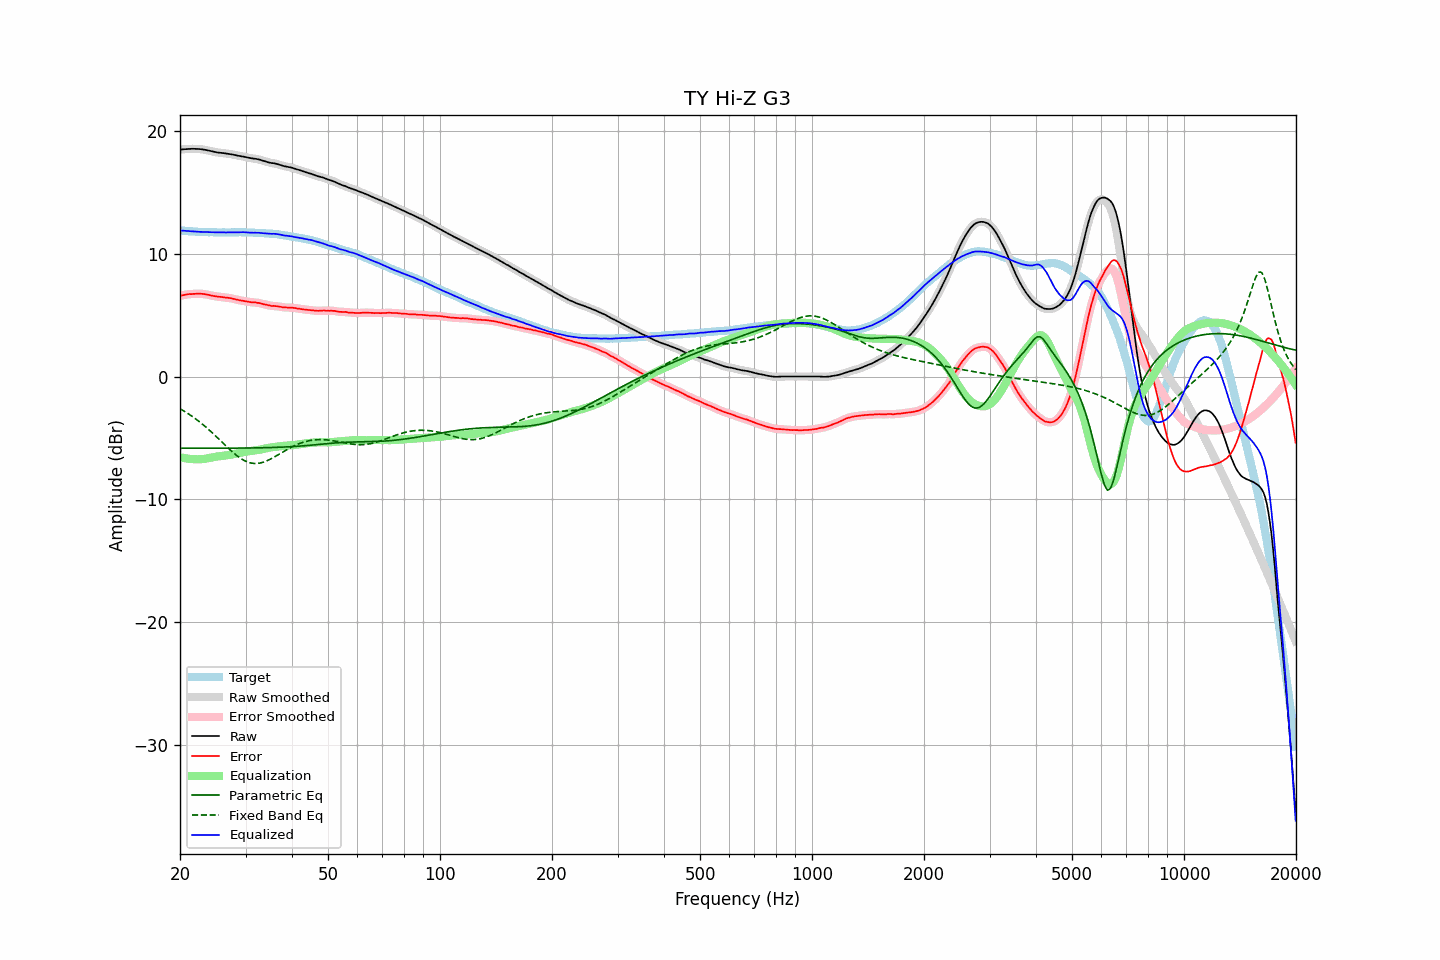 TY Hi-Z G3
20
10
0
−10
−20
−30
Amplitude (dBr)
Target
Raw Smoothed
Error Smoothed
Raw
Error
Equalization
Parametric Eq
Fixed Band Eq
Equalized
20 50 100 200 500 1000 2000 5000 10000 20000
Frequency (Hz)